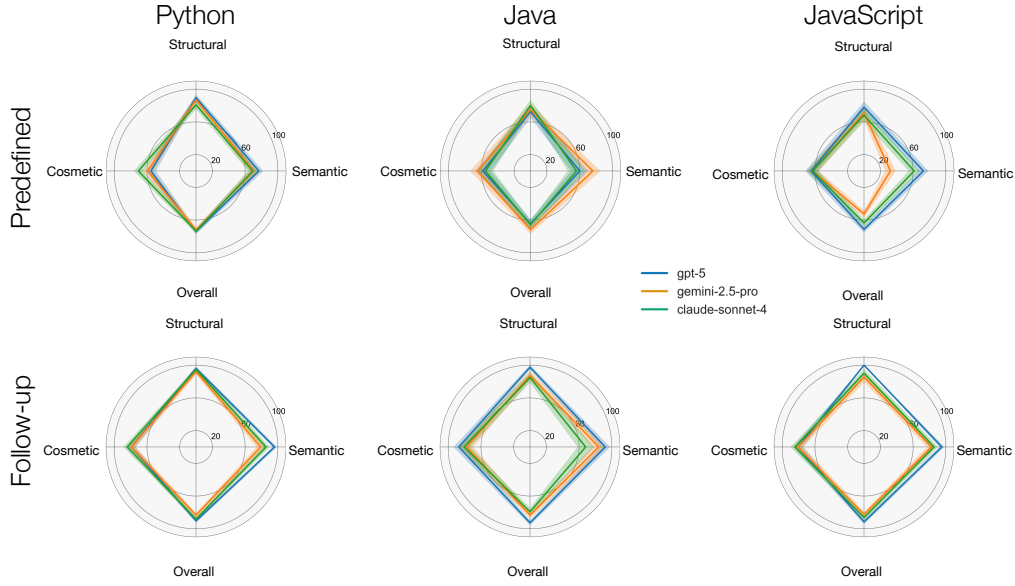 Python Java JavaScript
Predefined
Structural Structural Structural
100 100 100
60 60 60
20 20 20
Cosmetic Semantic Cosmetic Semantic Cosmetic Semantic
Overall Overall Overall
gpt-5
gemini-2.5-pro
claude-sonnet-4
Follow-up
Structural Structural Structural
100 100 100
60
20 20 20
Cosmetic Semantic Cosmetic Semantic Cosmetic Semantic
Overall Overall Overall